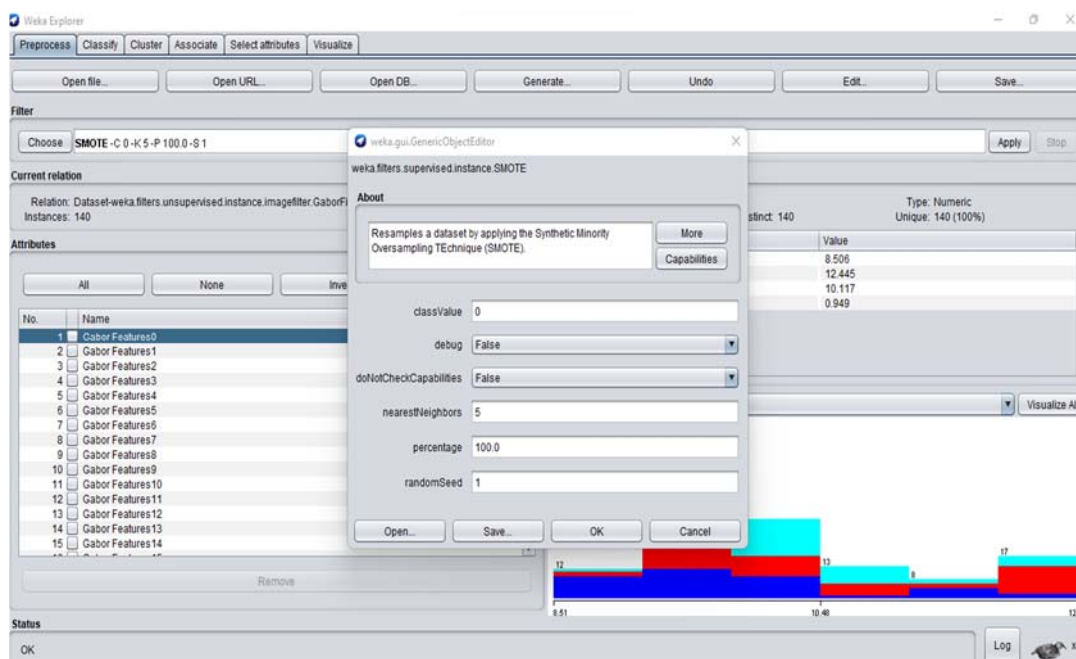 Weka Explorer
Preprocess Classify Cluster Associate Select attributes Visualize
Open file... Open URL... Open DB... Generate... Undo Edit... Save...
Filter
Choose SMOTE -C 0 -K 5 -P 100.0 -S 1
Apply Stop
Current relation
Relation: Dataset-weka.filters.unsupervised.instance.imagefilter.GaborFi
Instances: 140
Type: Numeric
stinct: 140 Unique: 140 (100%)
Attributes
All None Inve
No. Name
1 Gabor Features0
2 Gabor Features1
3 Gabor Features2
4 Gabor Features3
5 Gabor Features4
6 Gabor Features5
7 Gabor Features6
8 Gabor Features7
9 Gabor Features8
10 Gabor Features9
11 Gabor Features10
12 Gabor Features11
13 Gabor Features12
14 Gabor Features13
15 Gabor Features14
Remove
Value
8.506
12.445
10.117
0.949
Visualize Al
weka.gui.GenericObjectEditor
weka.filters.supervised.instance.SMOTE
About
Resamples a dataset by applying the Synthetic Minority
Oversampling TEchnique (SMOTE).
More
Capabilities
classValue 0
debug False
doNotCheckCapabilities False
nearestNeighbors 5
percentage 100.0
randomSeed 1
Open... Save... OK Cancel
12
13
8
17
8.51 10.48 12
Status
OK
Log
x